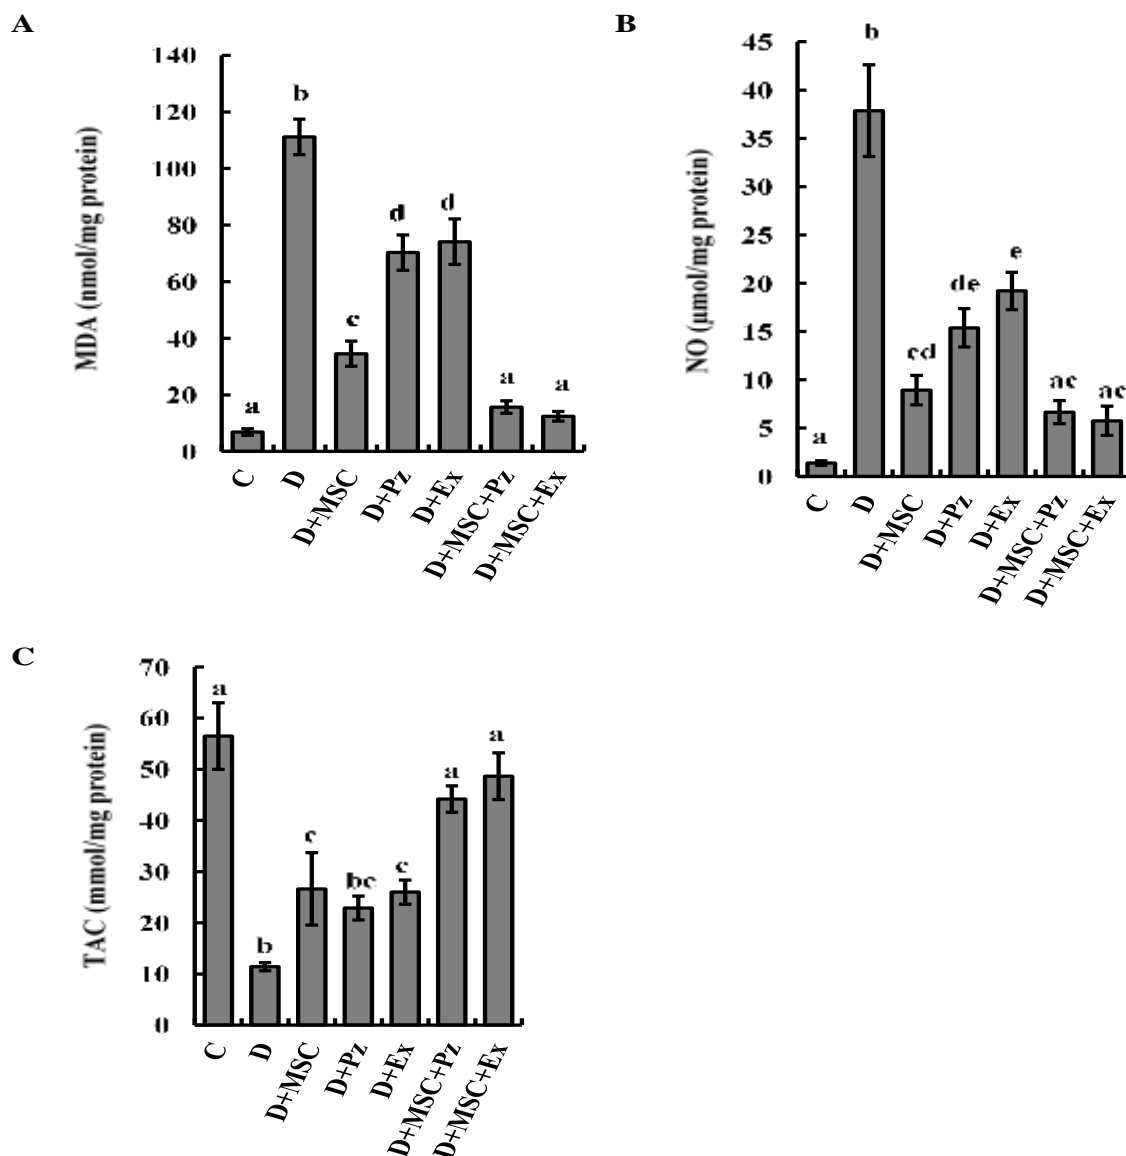 A
MDA (nmol/mg protein)
140
120
100
80
60
40
20
0
a
b
c
d
d
a
a
C
D
D+MSC
D+Pz
D+Ex
D+MSC+Pz
D+MSC+Ex
B
NO (µmol/mg protein)
45
40
35
30
25
20
15
10
5
0
a
b
cd
de
e
ac
ac
C
D
D+MSC
D+Pz
D+Ex
D+MSC+Pz
D+MSC+Ex
C
TAC (mmol/mg protein)
70
60
50
40
30
20
10
0
a
b
c
bc
c
a
a
C
D
D+MSC
D+Pz
D+Ex
D+MSC+Pz
D+MSC+Ex